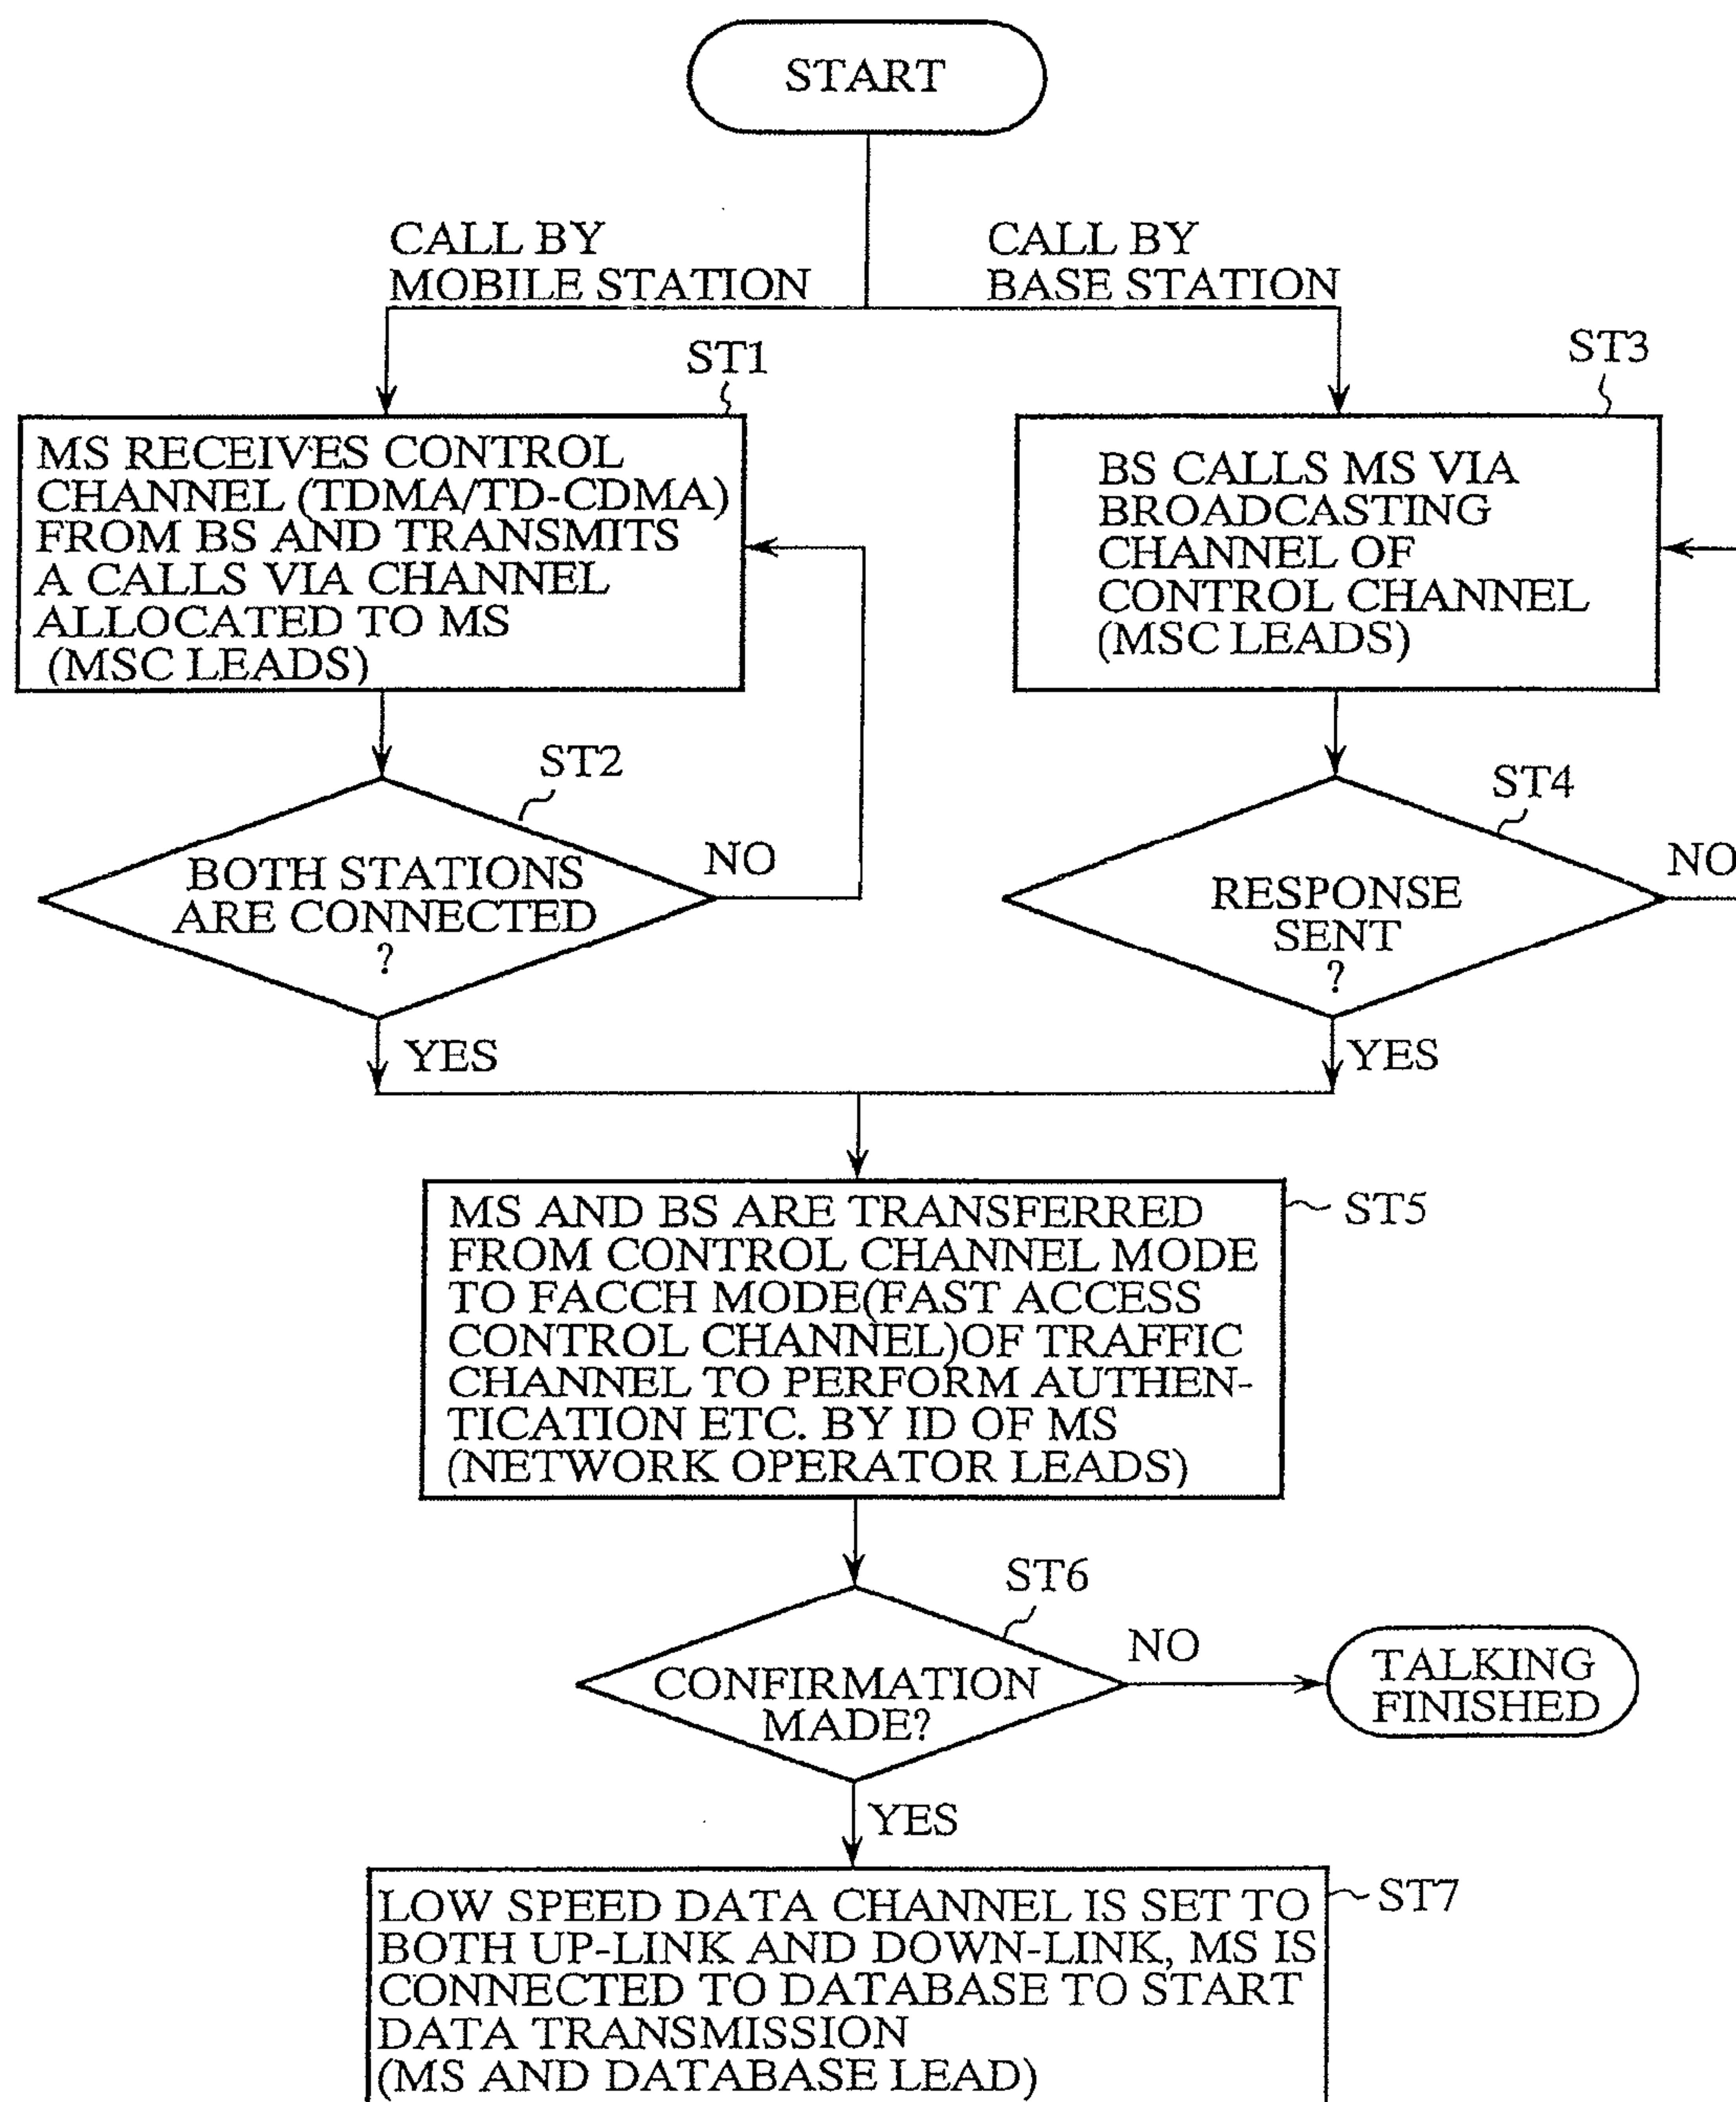 START
CALL BY
MOBILE STATION
CALL BY
BASE STATION
ST1
MS RECEIVES CONTROL
CHANNEL (TDMA/TD-CDMA)
FROM BS AND TRANSMITS
A CALLS VIA CHANNEL
ALLOCATED TO MS
(MSC LEADS)
ST3
BS CALLS MS VIA
BROADCASTING
CHANNEL OF
CONTROL CHANNEL
(MSC LEADS)
ST2
BOTH STATIONS
ARE CONNECTED
?
NO
YES
ST4
RESPONSE
SENT
?
NO
YES
ST5
MS AND BS ARE TRANSFERRED
FROM CONTROL CHANNEL MODE
TO FACCH MODE(FAST ACCESS
CONTROL CHANNEL)OF TRAFFIC
CHANNEL TO PERFORM AUTHEN-
TICATION ETC. BY ID OF MS
(NETWORK OPERATOR LEADS)
ST6
CONFIRMATION
MADE?
NO
TALKING
FINISHED
YES
ST7
LOW SPEED DATA CHANNEL IS SET TO
BOTH UP-LINK AND DOWN-LINK, MS IS
CONNECTED TO DATABASE TO START
DATA TRANSMISSION
(MS AND DATABASE LEAD)